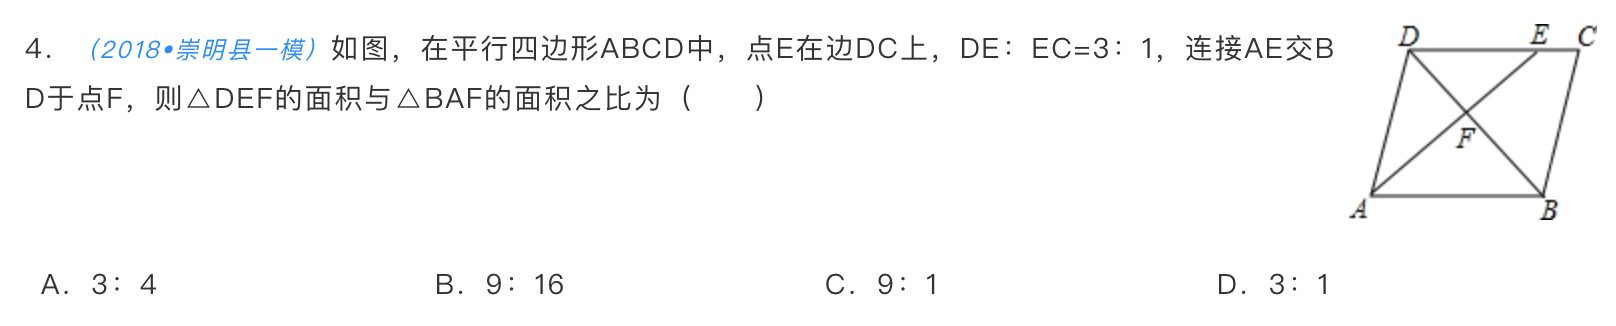 4. （2018•崇明县一模）如图，在平行四边形ABCD中，点E在边DC上，DE：EC=3：1，连接AE交B
D于点F，则△DEF的面积与△BAF的面积之比为（　　）
D E C
F
A B
A．3：4 B．9：16 C．9：1 D．3：1